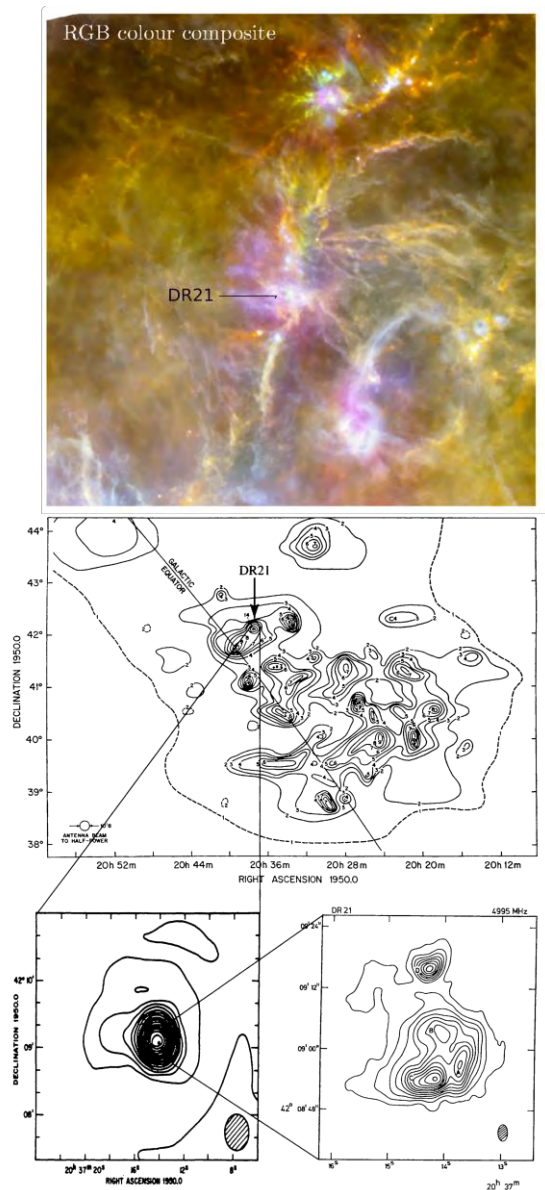 RGB colour composite
DR21
44°
43°
42°
41°
40°
39°
38°
DECLINATION 1950.0
GALACTIC
EQUATOR
DR21
ANTENNA BEAM
TO HALF-POWER
20h 52m
20h 44m
20h 36m
20h 28m
20h 20m
20h 12m
RIGHT ASCENSION 1950.0
42° 10'
09'
08'
DECLINATION 1950.0
20h 37m 20s
16s
12s
8s
RIGHT ASCENSION 1950.0
DR 21
4995 MHz
09' 24"
09' 12"
09' 00"
42°
08' 48"
B
A
16s
15s
14s
13s
20h 37m